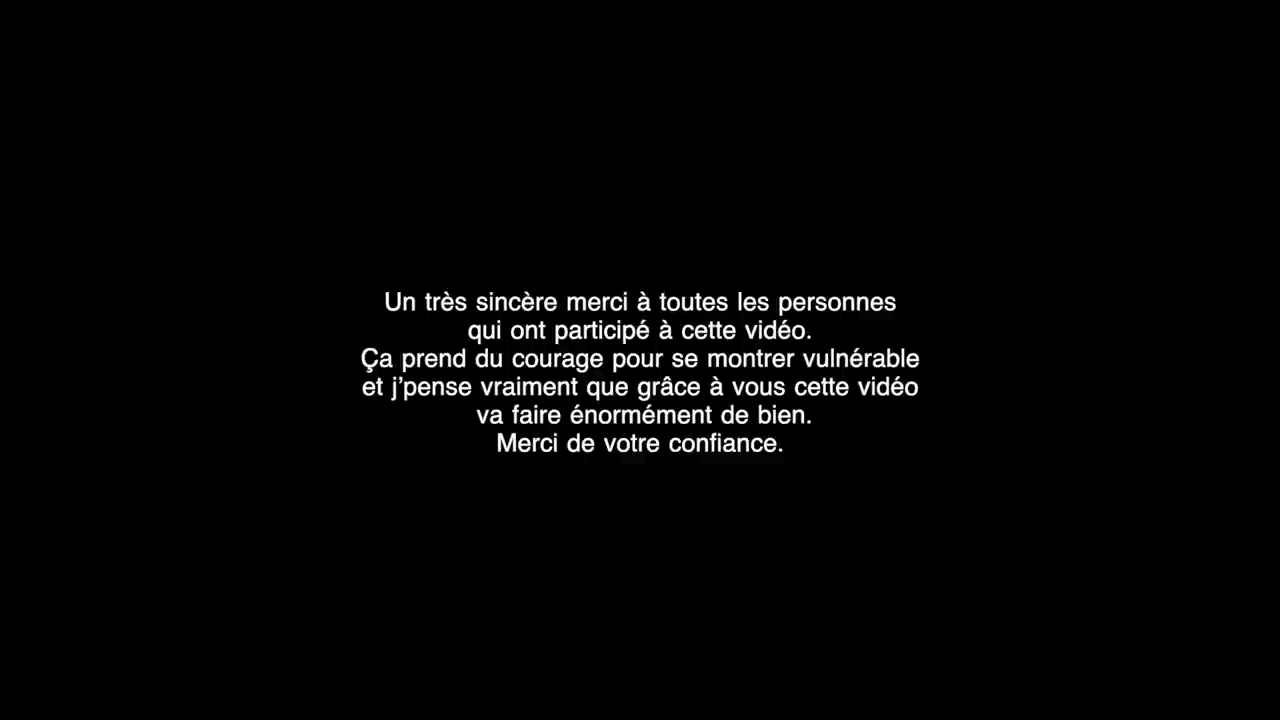 Un très sincère merci à toutes les personnes
qui ont participé à cette vidéo.
Ça prend du courage pour se montrer vulnérable
et j’pense vraiment que grâce à vous cette vidéo
va faire énormément de bien.
Merci de votre confiance.